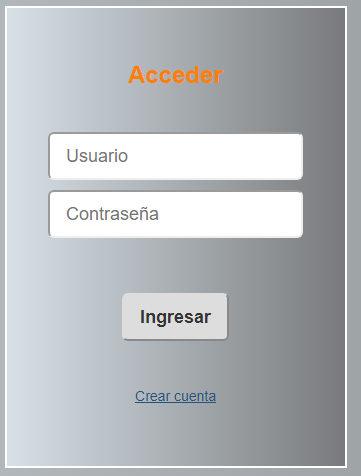 Acceder
Usuario
Contraseña
Ingresar
Crear cuenta